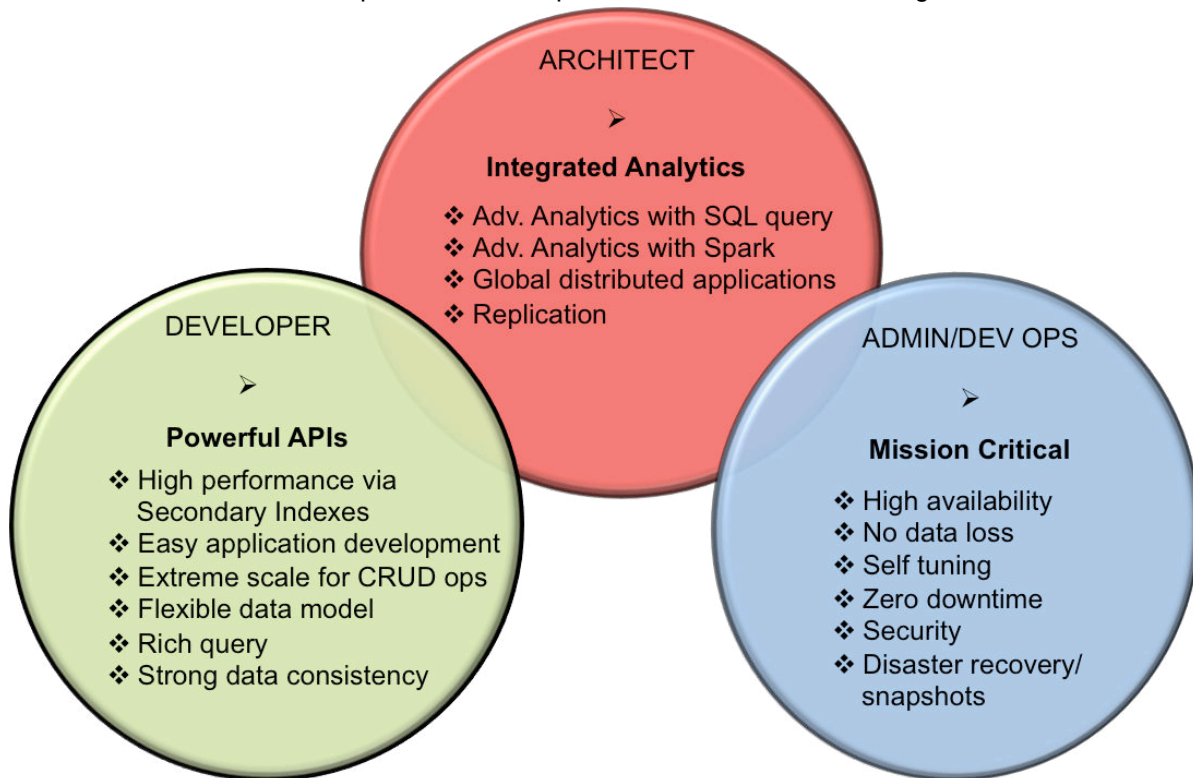 ARCHITECT
➢
Integrated Analytics
❖ Adv. Analytics with SQL query
❖ Adv. Analytics with Spark
❖ Global distributed applications
❖ Replication
DEVELOPER
➢
Powerful APIs
❖ High performance via
Secondary Indexes
❖ Easy application development
❖ Extreme scale for CRUD ops
❖ Flexible data model
❖ Rich query
❖ Strong data consistency
ADMIN/DEV OPS
➢
Mission Critical
❖ High availability
❖ No data loss
❖ Self tuning
❖ Zero downtime
❖ Security
❖ Disaster recovery/
snapshots